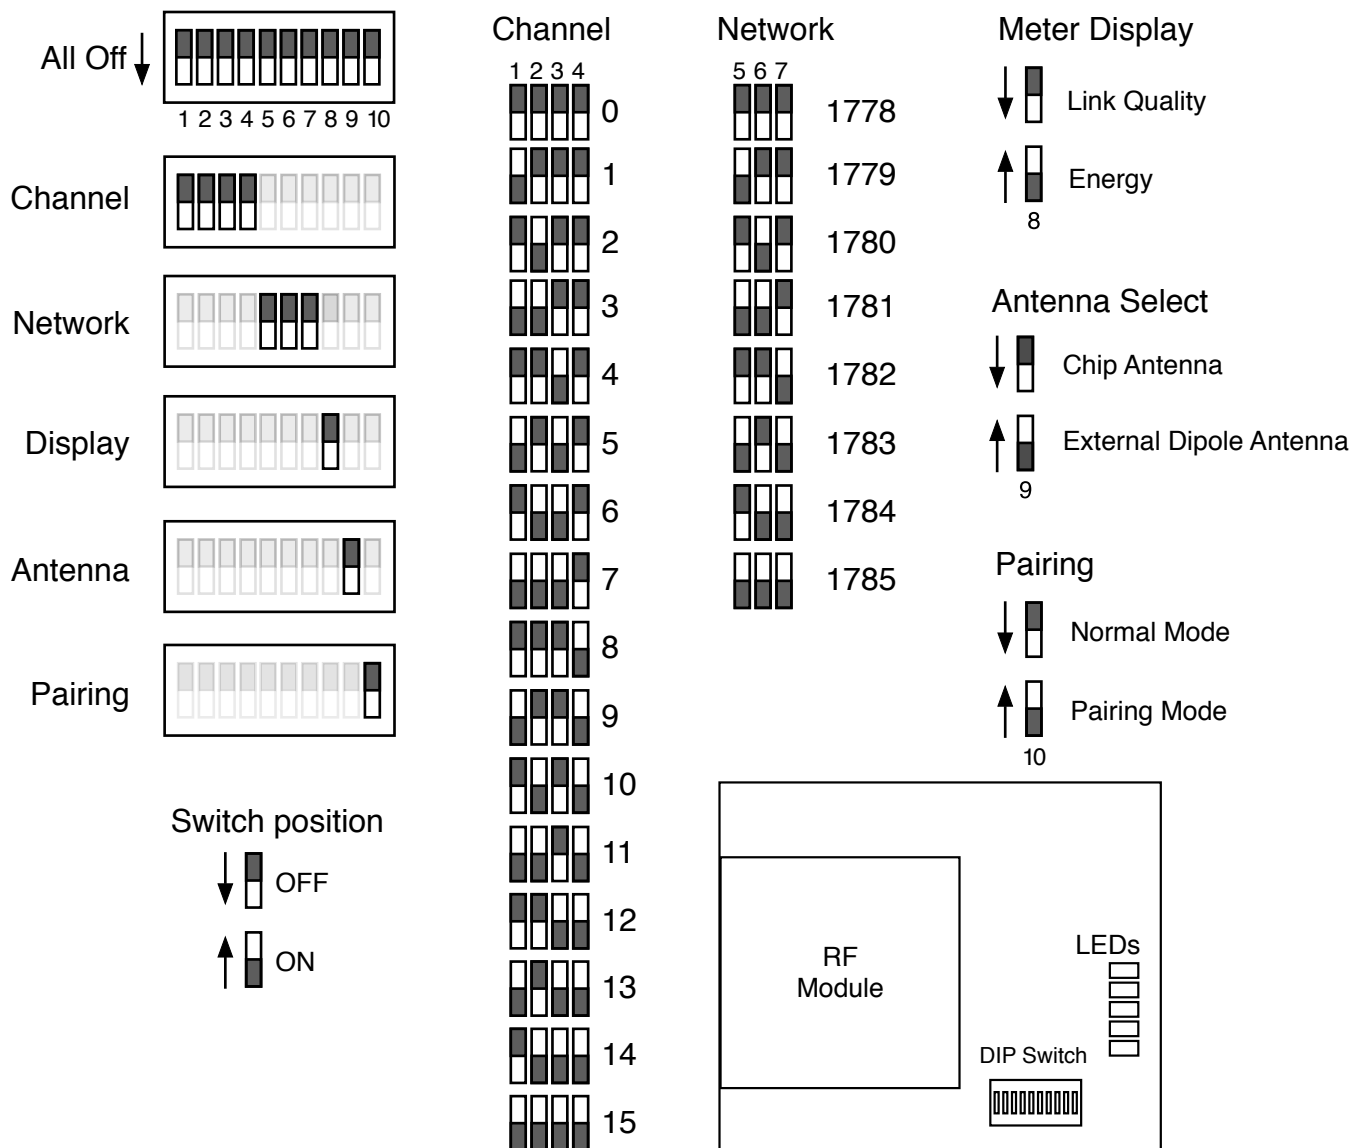 All Off
1 2 3 4 5 6 7 8 9 10
Channel
Network
Display
Antenna
Pairing
Switch position
OFF
ON
Channel
1 2 3 4
0
1
2
3
4
5
6
7
8
9
10
11
12
13
14
15
Network
5 6 7
1778
1779
1780
1781
1782
1783
1784
1785
Meter Display
Link Quality
Energy
8
Antenna Select
Chip Antenna
External Dipole Antenna
9
Pairing
Normal Mode
Pairing Mode
10
RF
Module
LEDs
DIP Switch